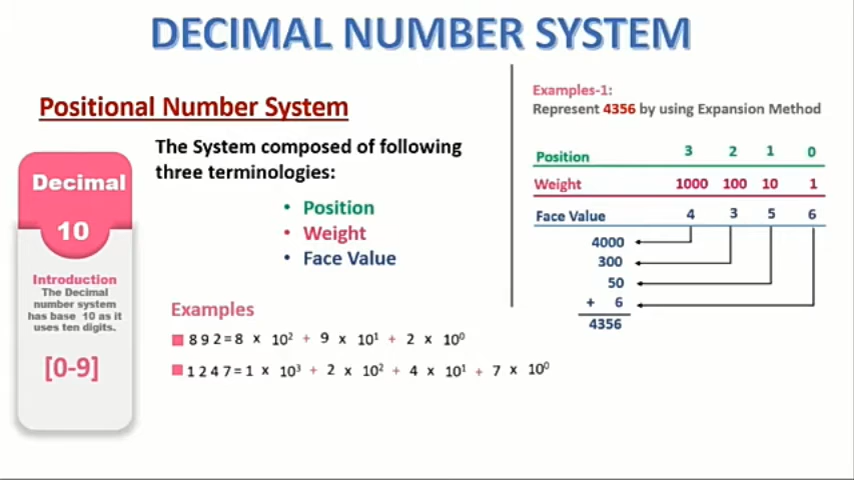 DECIMAL NUMBER SYSTEM
Positional Number System
The System composed of following
three terminologies:
• Position
• Weight
• Face Value
Decimal
10
Introduction
The Decimal
number system
has base 10 as it
uses ten digits.
[0-9]
Examples
8 9 2 = 8 x 10² + 9 x 10¹ + 2 x 10⁰
1 2 4 7 = 1 x 10³ + 2 x 10² + 4 x 10¹ + 7 x 10⁰
Examples-1:
Represent 4356 by using Expansion Method
Position 3 2 1 0
Weight 1000 100 10 1
Face Value 4 3 5 6
4000
300
50
+ 6
4356